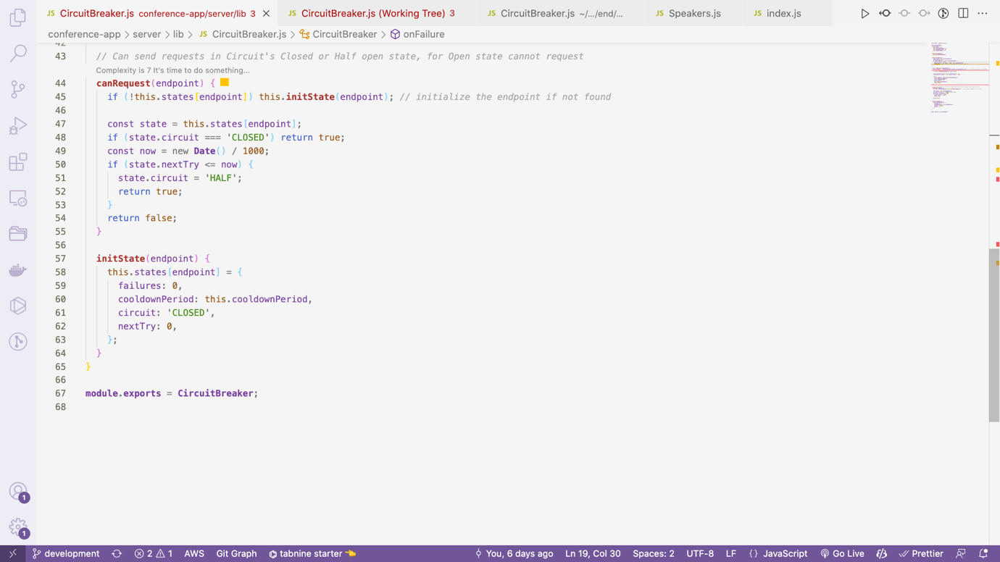 JS CircuitBreaker.js conference-app/server/lib 3
JS CircuitBreaker.js (Working Tree) 3
JS CircuitBreaker.js ~/.../end/...
JS Speakers.js
JS index.js
conference-app > server > lib > JS CircuitBreaker.js > CircuitBreaker > onFailure
42
43 // Can send requests in Circuit's Closed or Half open state, for Open state cannot request
Complexity is 7 It's time to do something...
44 canRequest(endpoint) {
45 if (!this.states[endpoint]) this.initState(endpoint); // initialize the endpoint if not found
46
47 const state = this.states[endpoint];
48 if (state.circuit === 'CLOSED') return true;
49 const now = new Date() / 1000;
50 if (state.nextTry <= now) {
51 state.circuit = 'HALF';
52 return true;
53 }
54 return false;
55 }
56
57 initState(endpoint) {
58 this.states[endpoint] = {
59 failures: 0,
60 cooldownPeriod: this.cooldownPeriod,
61 circuit: 'CLOSED',
62 nextTry: 0,
63 };
64 }
65 }
66
67 module.exports = CircuitBreaker;
68
1
1
development 2 1 AWS Git Graph tabnine starter You, 6 days ago Ln 19, Col 30 Spaces: 2 UTF-8 LF {} JavaScript Go Live Prettier